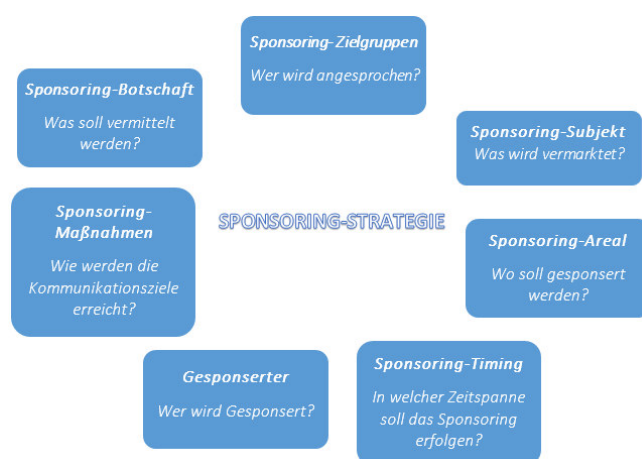 Sponsoring-Zielgruppen
Wer wird angesprochen?
Sponsoring-Botschaft
Was soll vermittelt
werden?
Sponsoring-Subjekt
Was wird vermarktet?
Sponsoring-
Maßnahmen
Wie werden die
Kommunikationsziele
erreicht?
SPONSORING-STRATEGIE
Sponsoring-Areal
Wo soll gesponsert
werden?
Gesponserter
Wer wird Gesponsert?
Sponsoring-Timing
In welcher Zeitspanne
soll das Sponsoring
erfolgen?